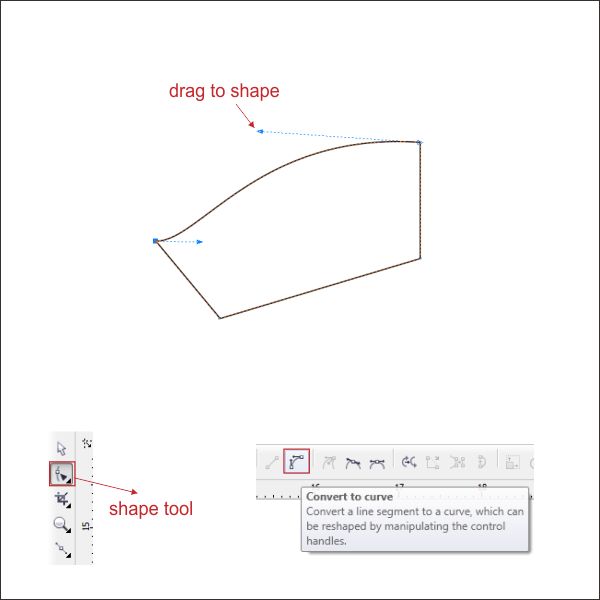 drag to shape
shape tool
15
16
17
18
Convert to curve
Convert a line segment to a curve, which can
be reshaped by manipulating the control
handles.